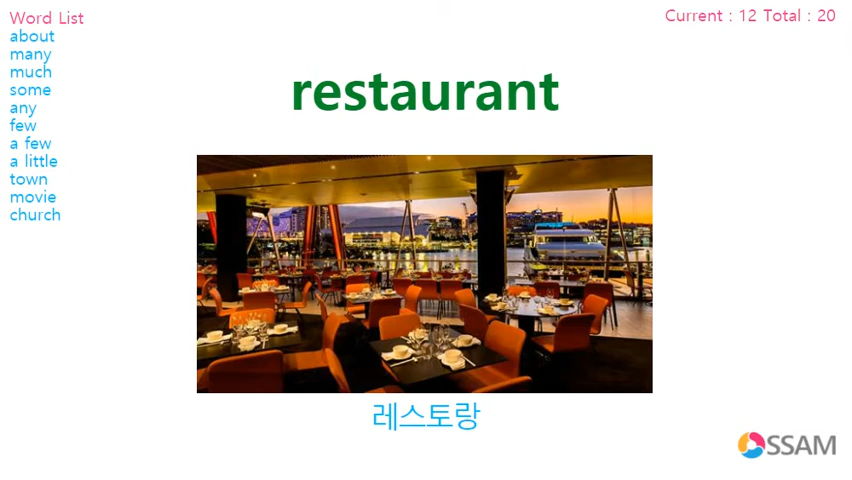 Word List
about
many
much
some
any
few
a few
a little
town
movie
church
Current : 12 Total : 20
restaurant
레스토랑
SSAM